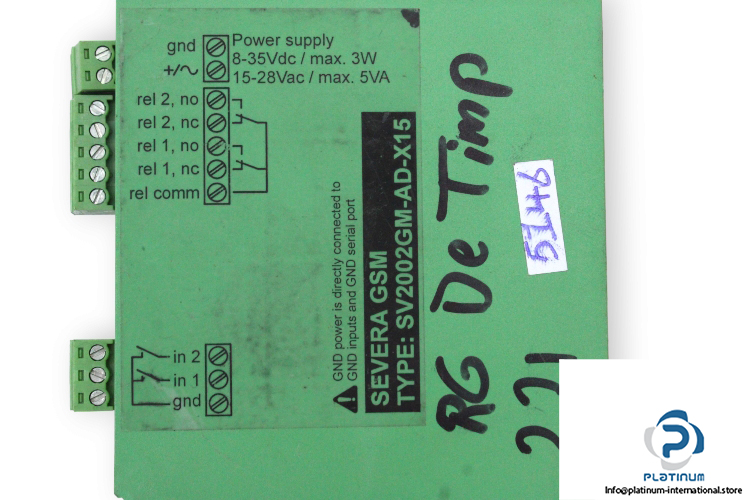 gnd
+/~
Power supply
8-35Vdc / max. 3W
15-28Vac / max. 5VA
rel 2, no
rel 2, nc
rel 1, no
rel 1, nc
rel comm
in 2
in 1
gnd
GND power is directly connected to
GND inputs and GND serial port
SEVERA GSM
TYPE: SV2002GM-AD-X15
RG De Timp
5146
PLATINUM
Info@platinum-international.store